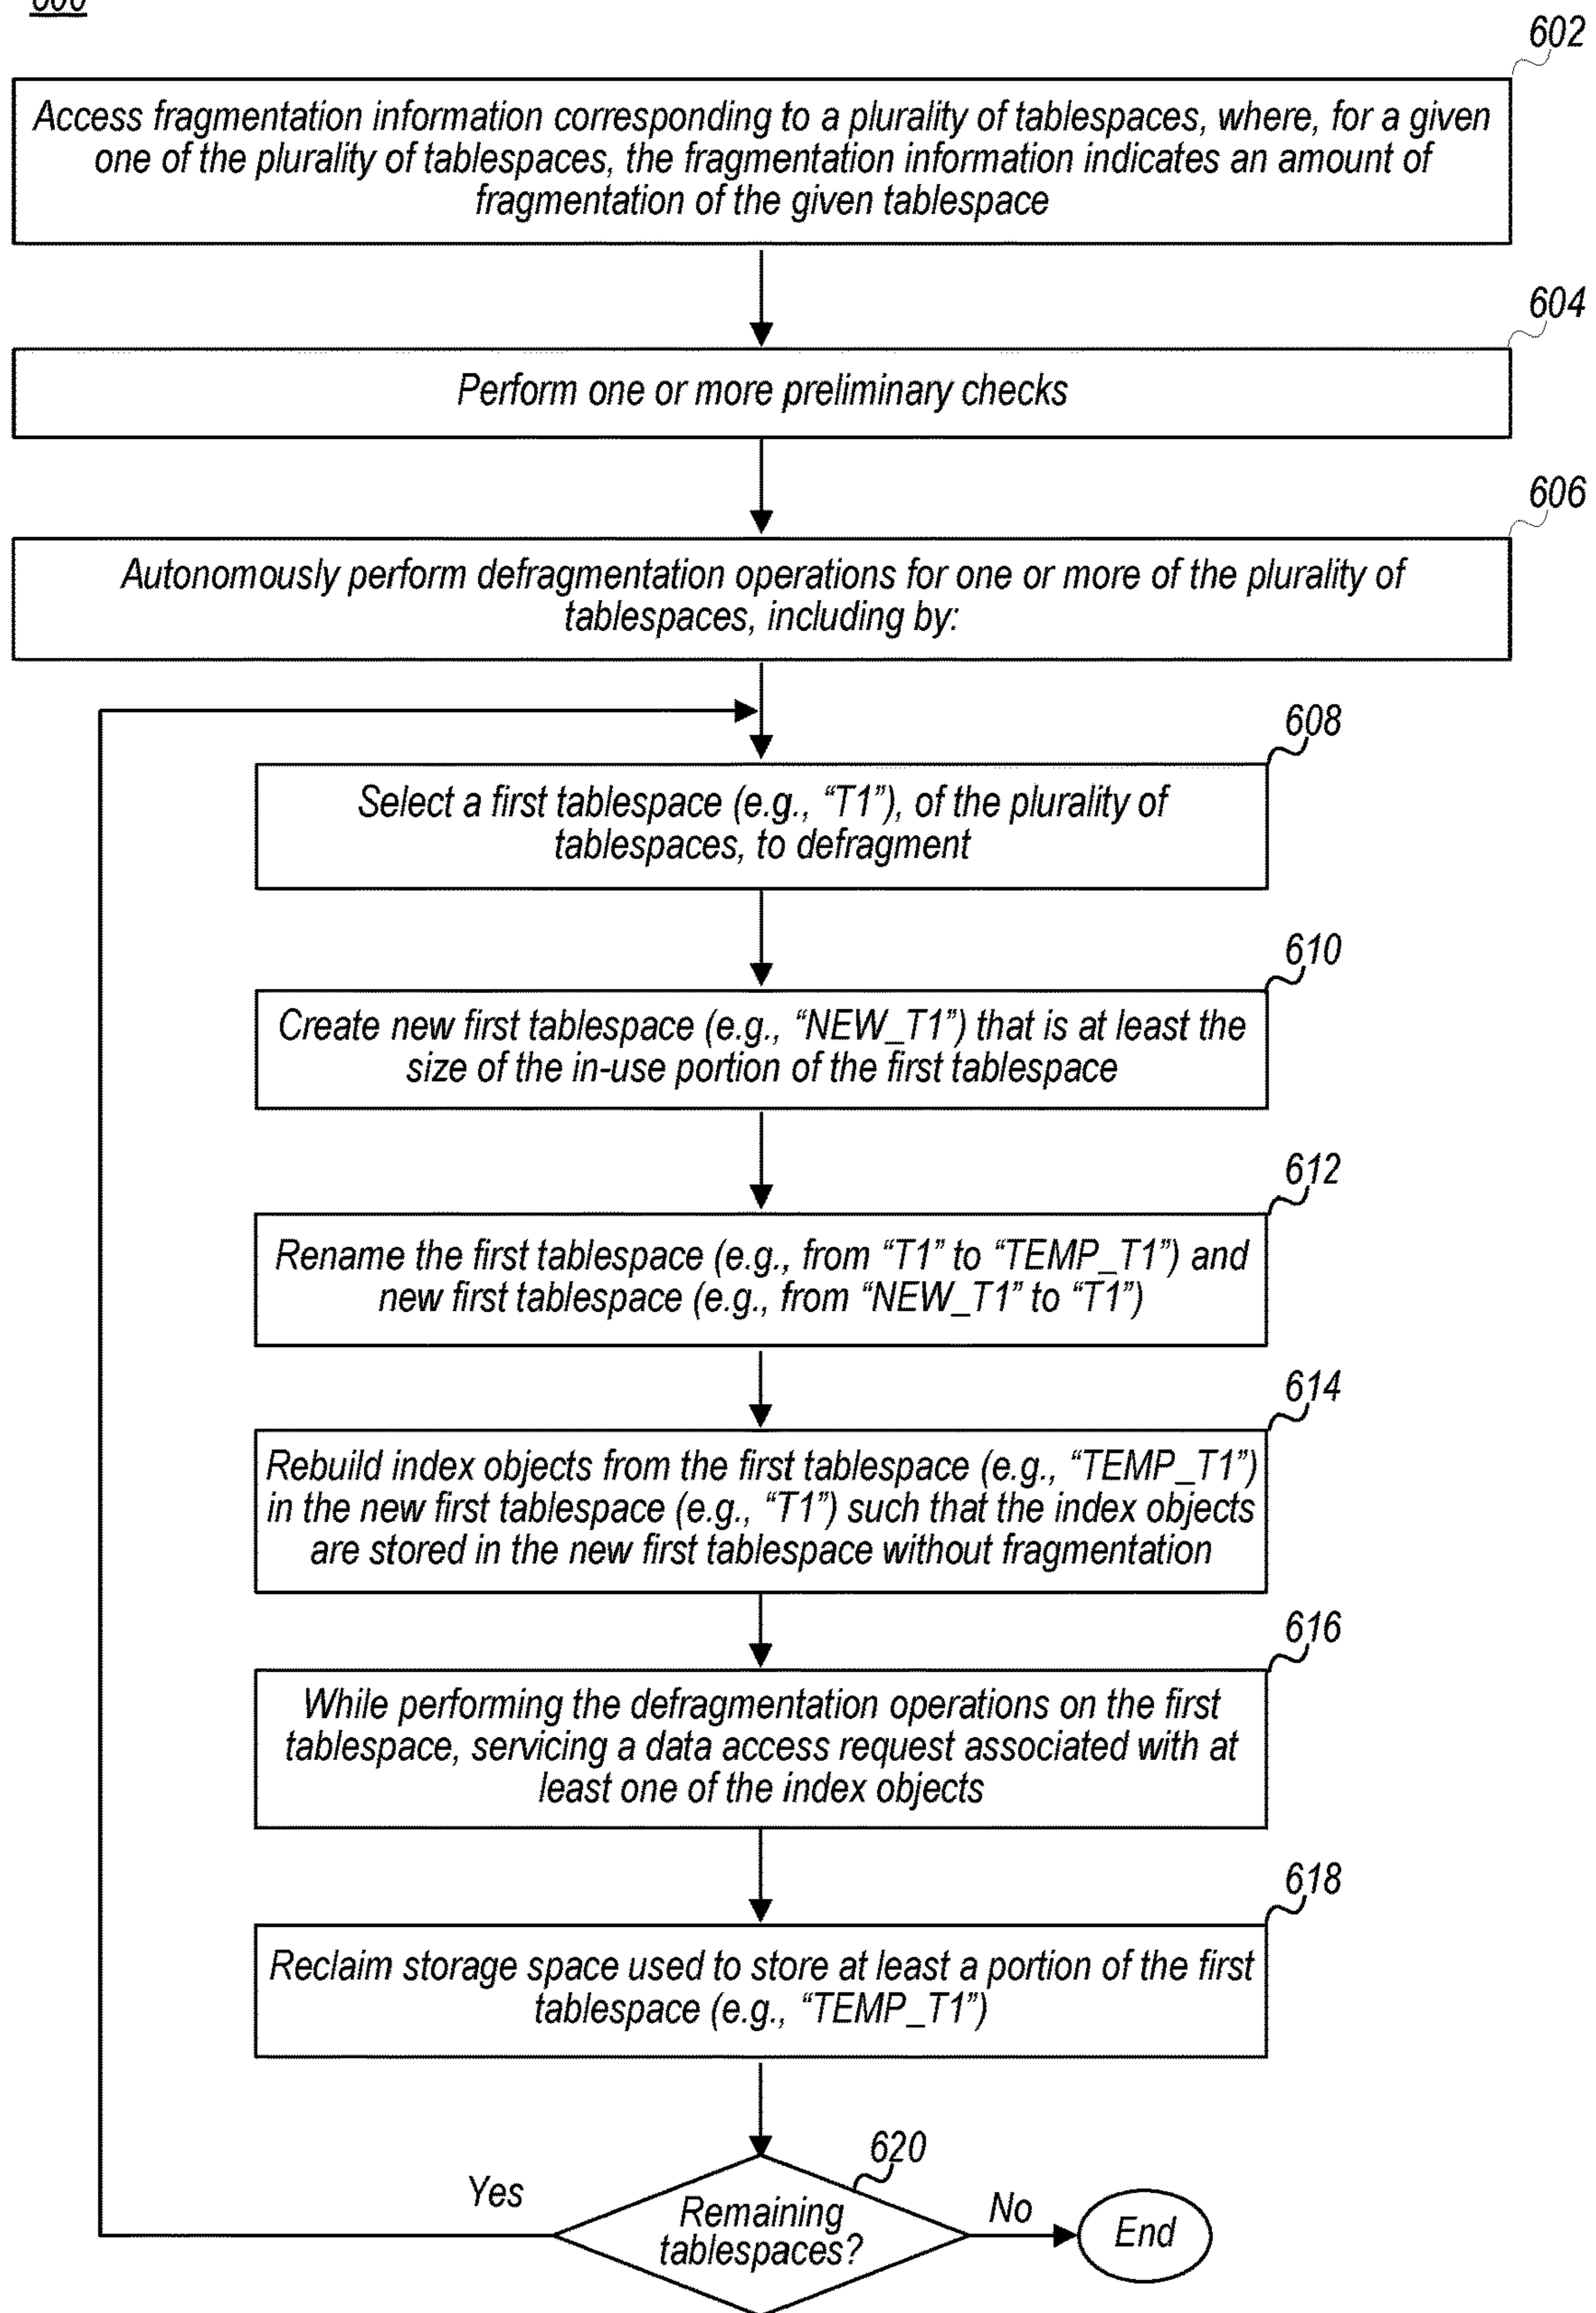 602
Access fragmentation information corresponding to a plurality of tablespaces, where, for a given
one of the plurality of tablespaces, the fragmentation information indicates an amount of
fragmentation of the given tablespace
604
Perform one or more preliminary checks
606
Autonomously perform defragmentation operations for one or more of the plurality of
tablespaces, including by:
608
Select a first tablespace (e.g., “T1”), of the plurality of
tablespaces, to defragment
610
Create new first tablespace (e.g., “NEW_T1”) that is at least the
size of the in-use portion of the first tablespace
612
Rename the first tablespace (e.g., from “T1” to “TEMP_T1”) and
new first tablespace (e.g., from “NEW_T1” to “T1”)
614
Rebuild index objects from the first tablespace (e.g., “TEMP_T1”)
in the new first tablespace (e.g., “T1”) such that the index objects
are stored in the new first tablespace without fragmentation
616
While performing the defragmentation operations on the first
tablespace, servicing a data access request associated with at
least one of the index objects
618
Reclaim storage space used to store at least a portion of the first
tablespace (e.g., “TEMP_T1”)
620
Yes
Remaining
tablespaces?
No
End